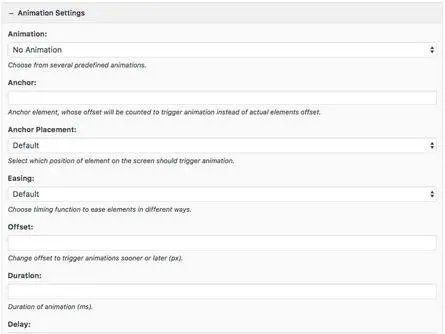 – Animation Settings
Animation:
No Animation
Choose from several predefined animations.
Anchor:
Anchor element, whose offset will be counted to trigger animation instead of actual elements offset.
Anchor Placement:
Default
Select which position of element on the screen should trigger animation.
Easing:
Default
Choose timing function to ease elements in different ways.
Offset:
Change offset to trigger animations sooner or later (px).
Duration:
Duration of animation (ms).
Delay: